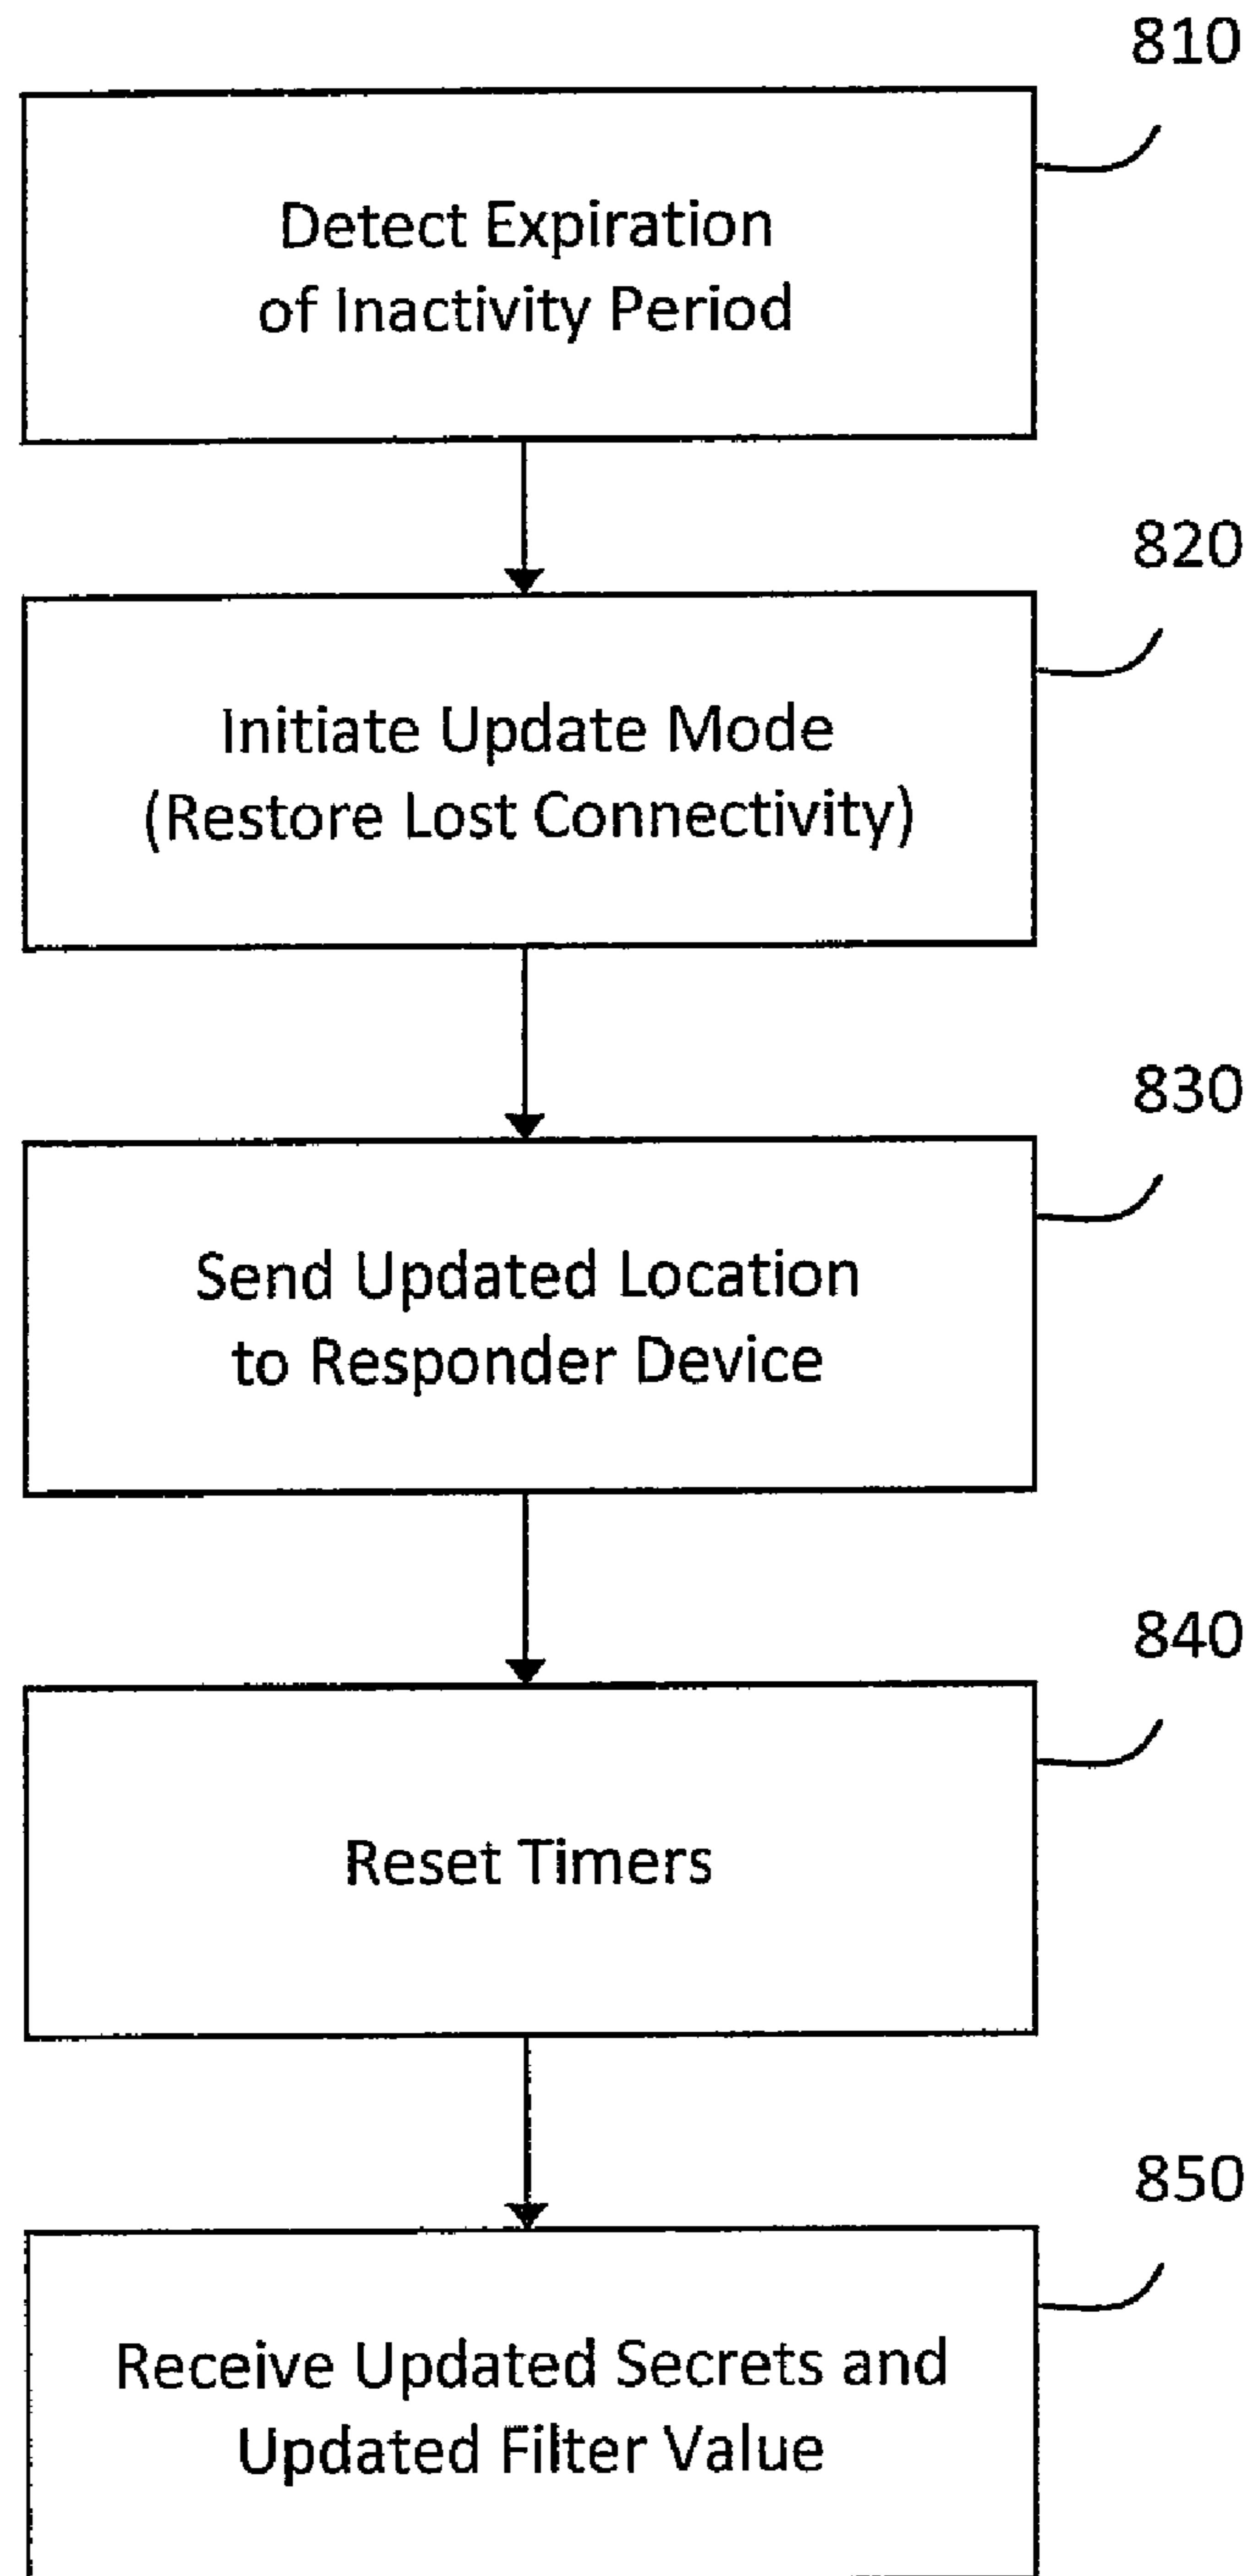 810
Detect Expiration
of Inactivity Period
820
Initiate Update Mode
(Restore Lost Connectivity)
830
Send Updated Location
to Responder Device
840
Reset Timers
850
Receive Updated Secrets and
Updated Filter Value